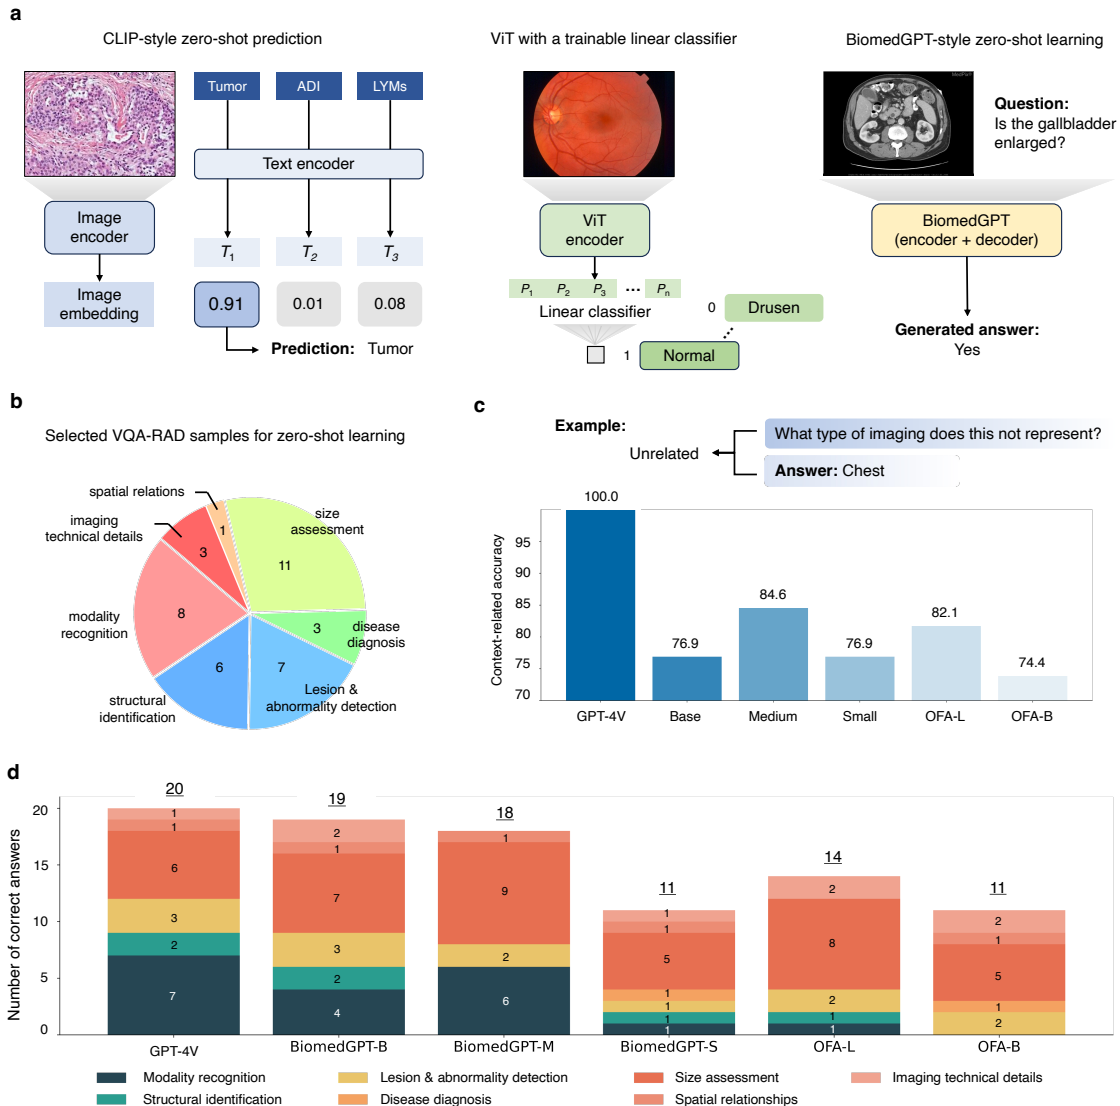 a
CLIP-style zero-shot prediction
Tumor
ADI
LYMs
Text encoder
Image
encoder
T1
T2
T3
Image
embedding
0.91
0.01
0.08
Prediction: Tumor
ViT with a trainable linear classifier
ViT
encoder
P1 P2 P3 ••• Pn
Linear classifier
0 Drusen
1 Normal
BiomedGPT-style zero-shot learning
MedPix
Question:
Is the gallbladder
enlarged?
BiomedGPT
(encoder + decoder)
Generated answer:
Yes
b
Selected VQA-RAD samples for zero-shot learning
spatial relations
1
imaging
technical details
3
size
assessment
11
modality
recognition
8
3
disease
diagnosis
6
structural
identification
7
Lesion &
abnormality detection
c
Example:
Unrelated
What type of imaging does this not represent?
Answer: Chest
Context-related accuracy
95
90
85
80
75
70
100.0
76.9
84.6
76.9
82.1
74.4
GPT-4V
Base
Medium
Small
OFA-L
OFA-B
d
Number of correct answers
20
15
10
5
0
20
1
1
6
3
2
7
GPT-4V
19
2
1
7
3
2
4
BiomedGPT-B
18
1
9
2
6
BiomedGPT-M
11
1
1
5
1
1
1
1
BiomedGPT-S
14
2
8
2
1
1
OFA-L
11
2
1
5
1
2
OFA-B
Modality recognition
Structural identification
Lesion & abnormality detection
Disease diagnosis
Size assessment
Spatial relationships
Imaging technical details